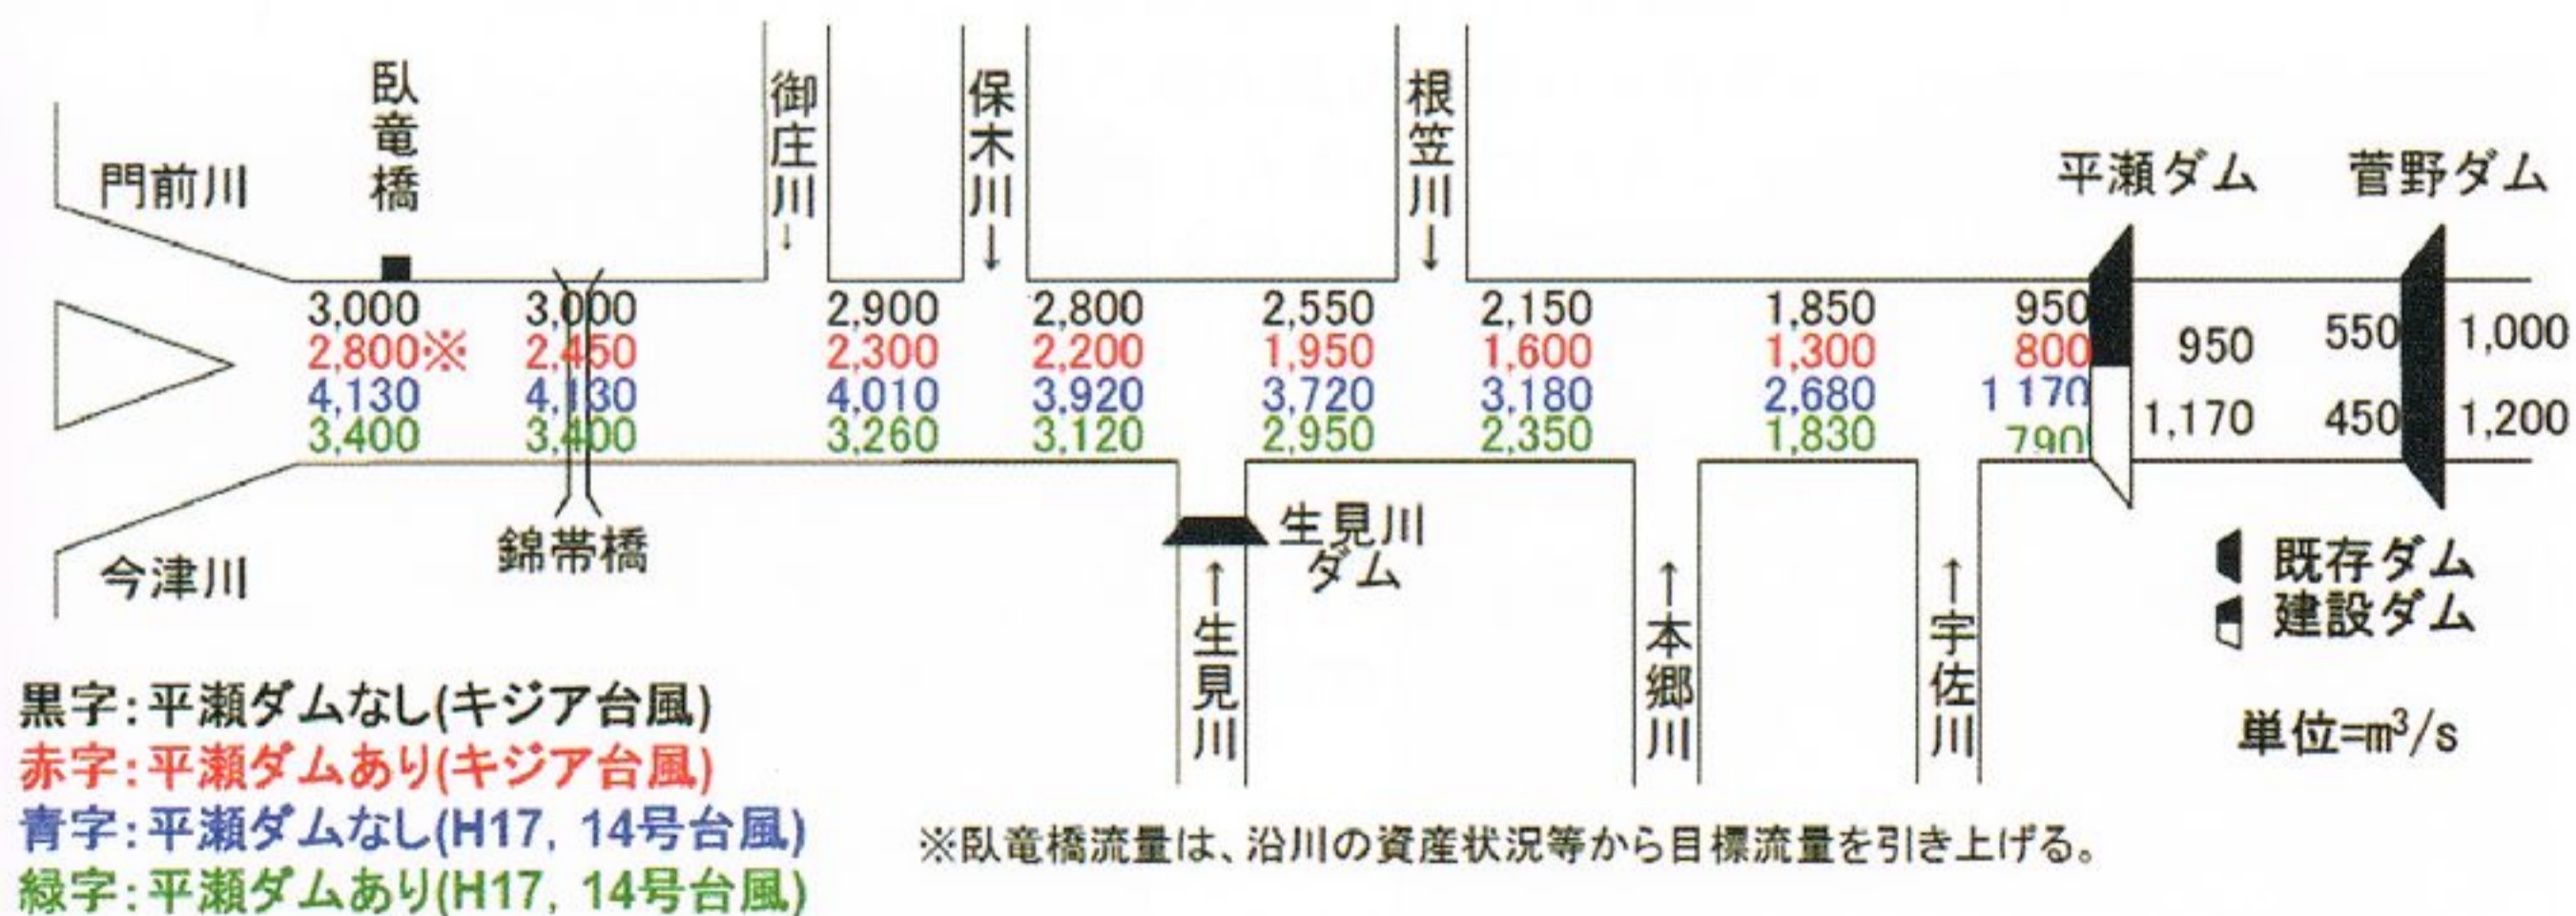 臥竜橋
御庄川↓
保木川↓
根笠川↓
平瀬ダム
菅野ダム
門前川
3,000 3,000 2,900 2,800 2,550 2,150 1,850 950
2,800※ 2,450 2,300 2,200 1,950 1,600 1,300 800
4,130 4,130 4,010 3,920 3,720 3,180 2,680 1 170
3,400 3,400 3,260 3,120 2,950 2,350 1,830 790
950 550 1,000
1,170 450 1,200
今津川
錦帯橋
生見川
ダム
↑生見川
↑本郷川
↑宇佐川
既存ダム
建設ダム
単位=m³/s
黒字:平瀬ダムなし(キジア台風)
赤字:平瀬ダムあり(キジア台風)
青字:平瀬ダムなし(H17, 14号台風)
緑字:平瀬ダムあり(H17, 14号台風)
※臥竜橋流量は、沿川の資産状況等から目標流量を引き上げる。